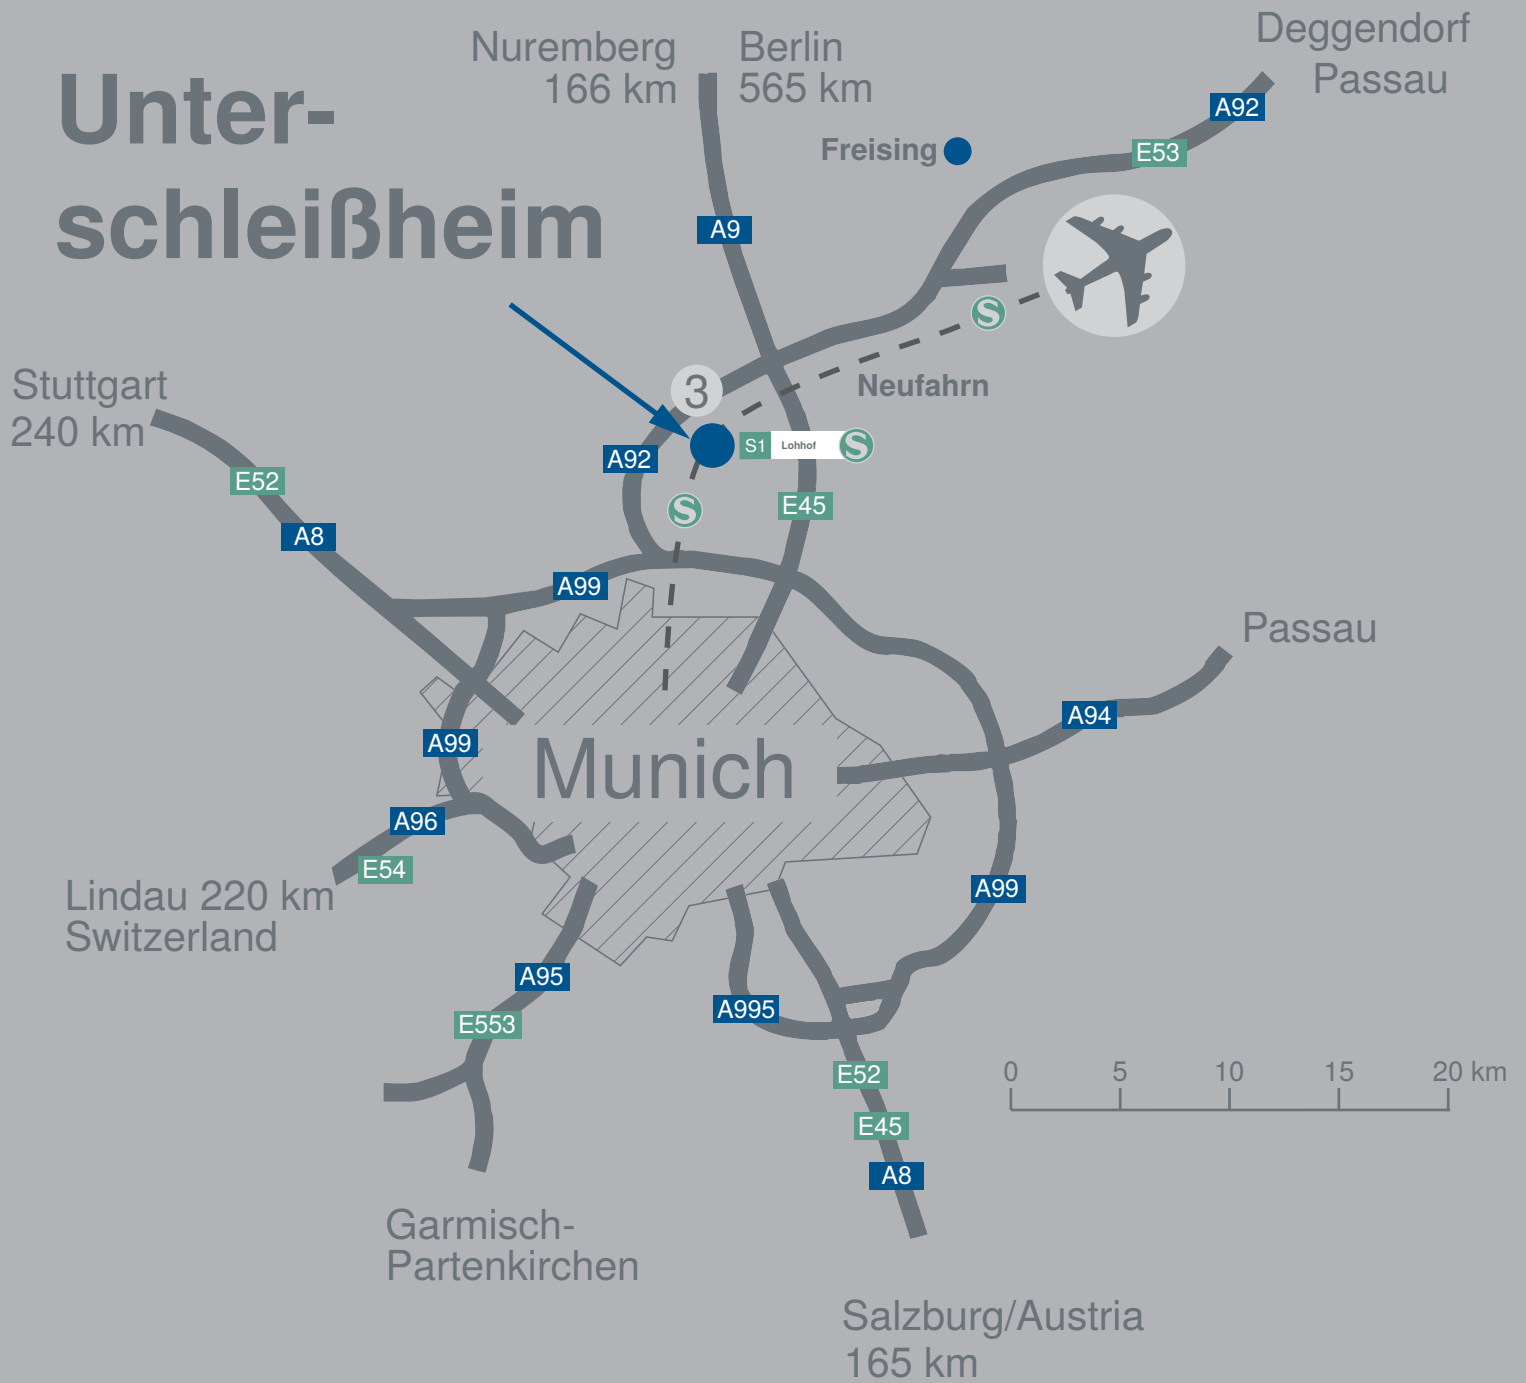 Unter-
schleißheim
Nuremberg
166 km
Berlin
565 km
Deggendorf
Passau
A92
E53
Freising
A9
S
Neufahrn
3
Stuttgart
240 km
E52
A8
A92
S1 Lohhof S
S
E45
A99
Passau
A94
A99
Munich
A96
E54
Lindau 220 km
Switzerland
A99
A95
E553
A995
E52
E45
A8
0 5 10 15 20 km
Garmisch-
Partenkirchen
Salzburg/Austria
165 km